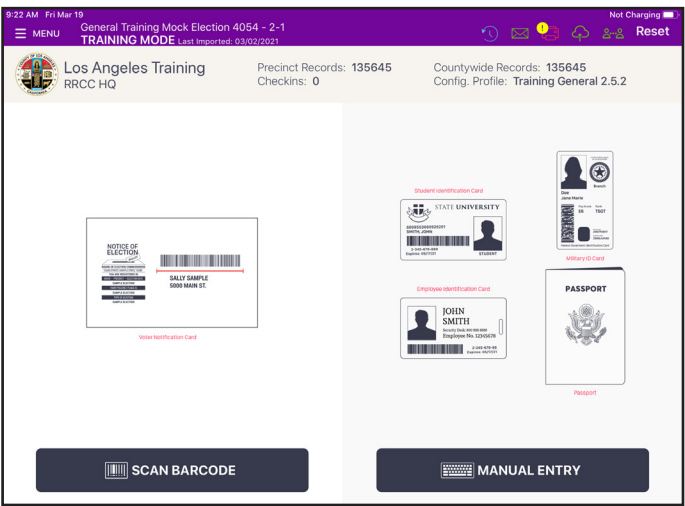 9:22 AM Fri Mar 19
Not Charging
MENU
General Training Mock Election 4054 - 2-1
TRAINING MODE Last Imported: 03/02/2021
Reset
Los Angeles Training
RRCC HQ
Precinct Records: 135645
Checkins: 0
Countywide Records: 135645
Config. Profile: Training General 2.5.2
NOTICE OF
ELECTION
SALLY SAMPLE
5000 MAIN ST.
Voter Notification Card
Student Identification Card
STATE UNIVERSITY
SMITH, JOHN
STUDENT
Employee Identification Card
JOHN
SMITH
Employee No. 12345678
Doe
Jane Marie
Branch
Military ID Card
PASSPORT
Passport
SCAN BARCODE
MANUAL ENTRY